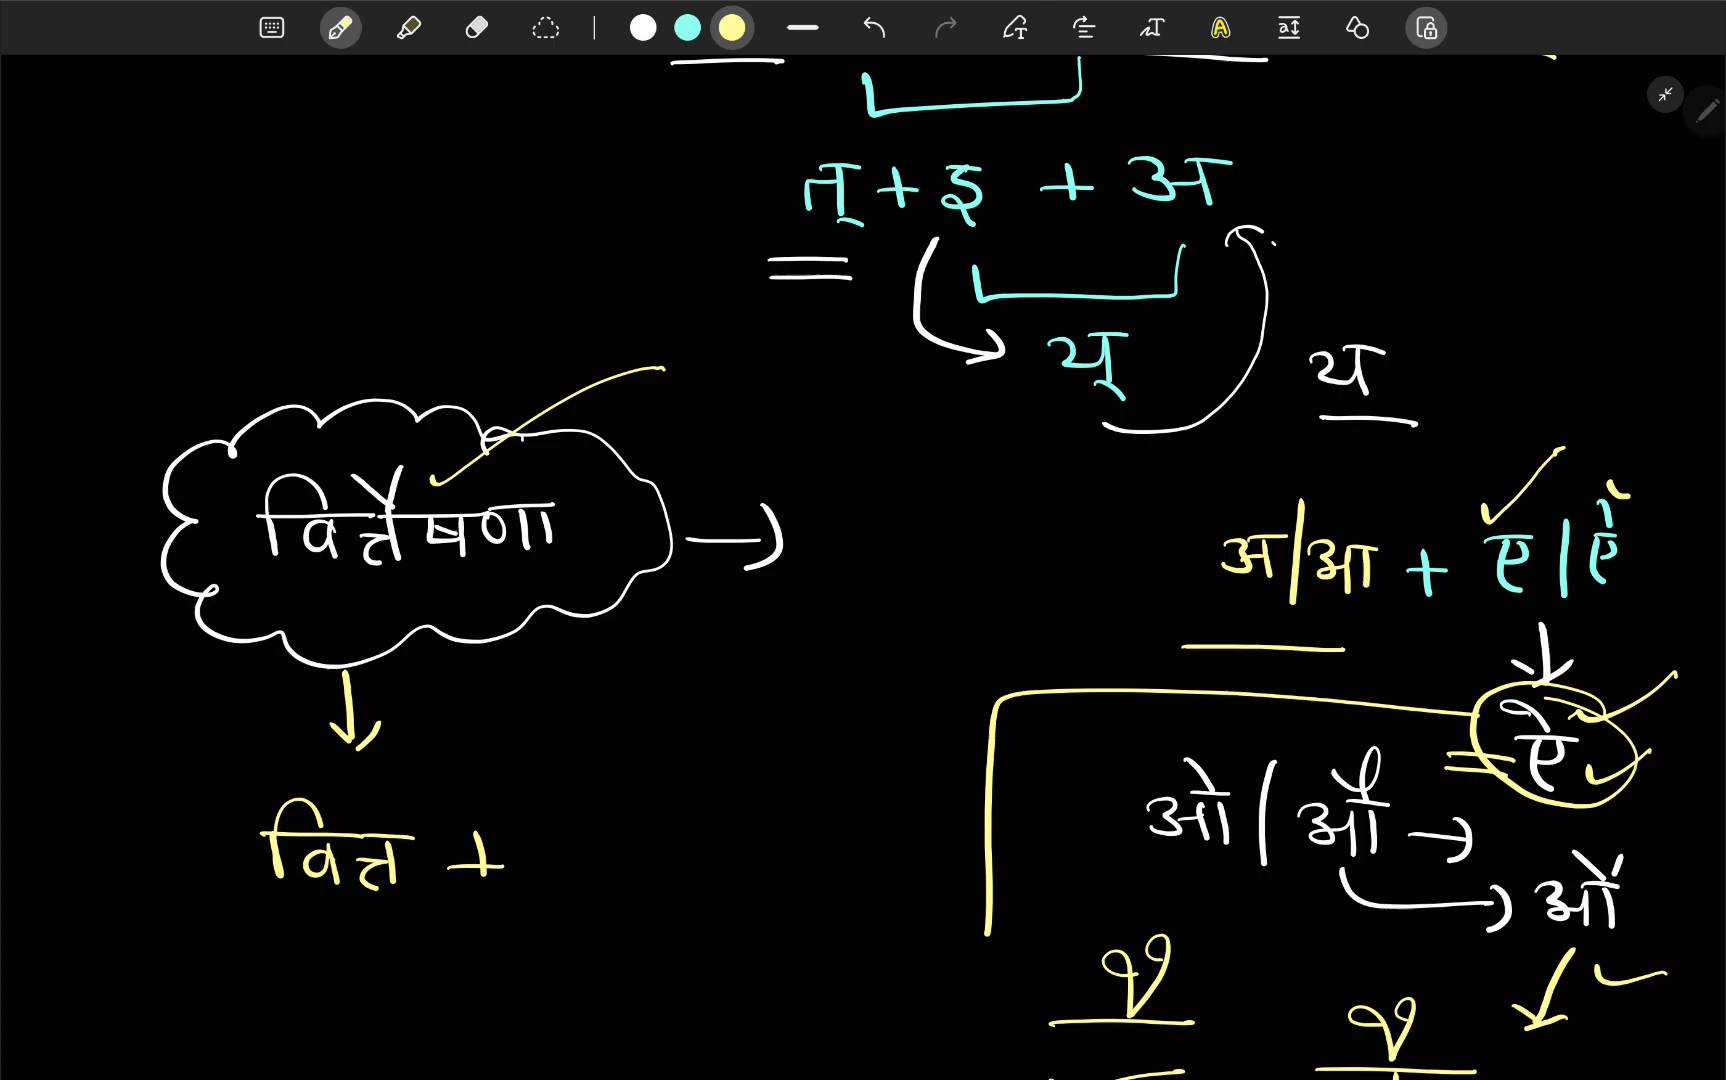 त् + इ + अ
य्
य
वित्तैषणा
अ/आ + ए/ऐ
ऐ
ओ/औ → औ
वित्त +